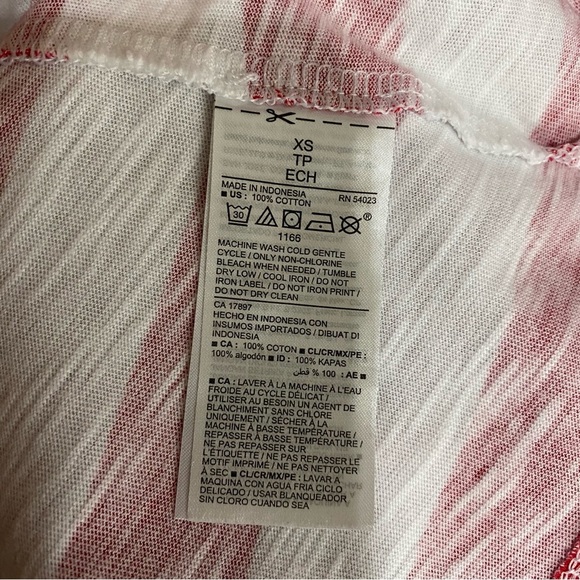 XS
TP
ECH
MADE IN INDONESIA RN 54023
■ US : 100% COTTON
30 ®
1166
MACHINE WASH COLD GENTLE
CYCLE / ONLY NON-CHLORINE
BLEACH WHEN NEEDED / TUMBLE
DRY LOW / COOL IRON / DO NOT
IRON LABEL / DO NOT IRON PRINT /
DO NOT DRY CLEAN
CA 17897
HECHO EN INDONESIA CON
INSUMOS IMPORTADOS / DIBUAT DI
INDONESIA
■ CA : 100% COTON ■ CL/CR/MX/PE :
100% algodón ■ ID : 100% KAPAS
قطن % 100 : AE ■
■ CA : LAVER À LA MACHINE À L'EAU
FROIDE AU CYCLE DÉLICAT /
UTILISER AU BESOIN UN AGENT DE
BLANCHIMENT SANS CHLORE
UNIQUEMENT / SÉCHER À LA
MACHINE À BASSE TEMPÉRATURE /
REPASSER À BASSE TEMPÉRATURE /
NE PAS REPASSER SUR
L'ÉTIQUETTE / NE PAS REPASSER LE
MOTIF IMPRIMÉ / NE PAS NETTOYER
À SEC ■ CL/CR/MX/PE : LAVAR A
MAQUINA CON AGUA FRIA CICLO
DELICADO / USAR BLANQUEADOR
SIN CLORO CUANDO SEA